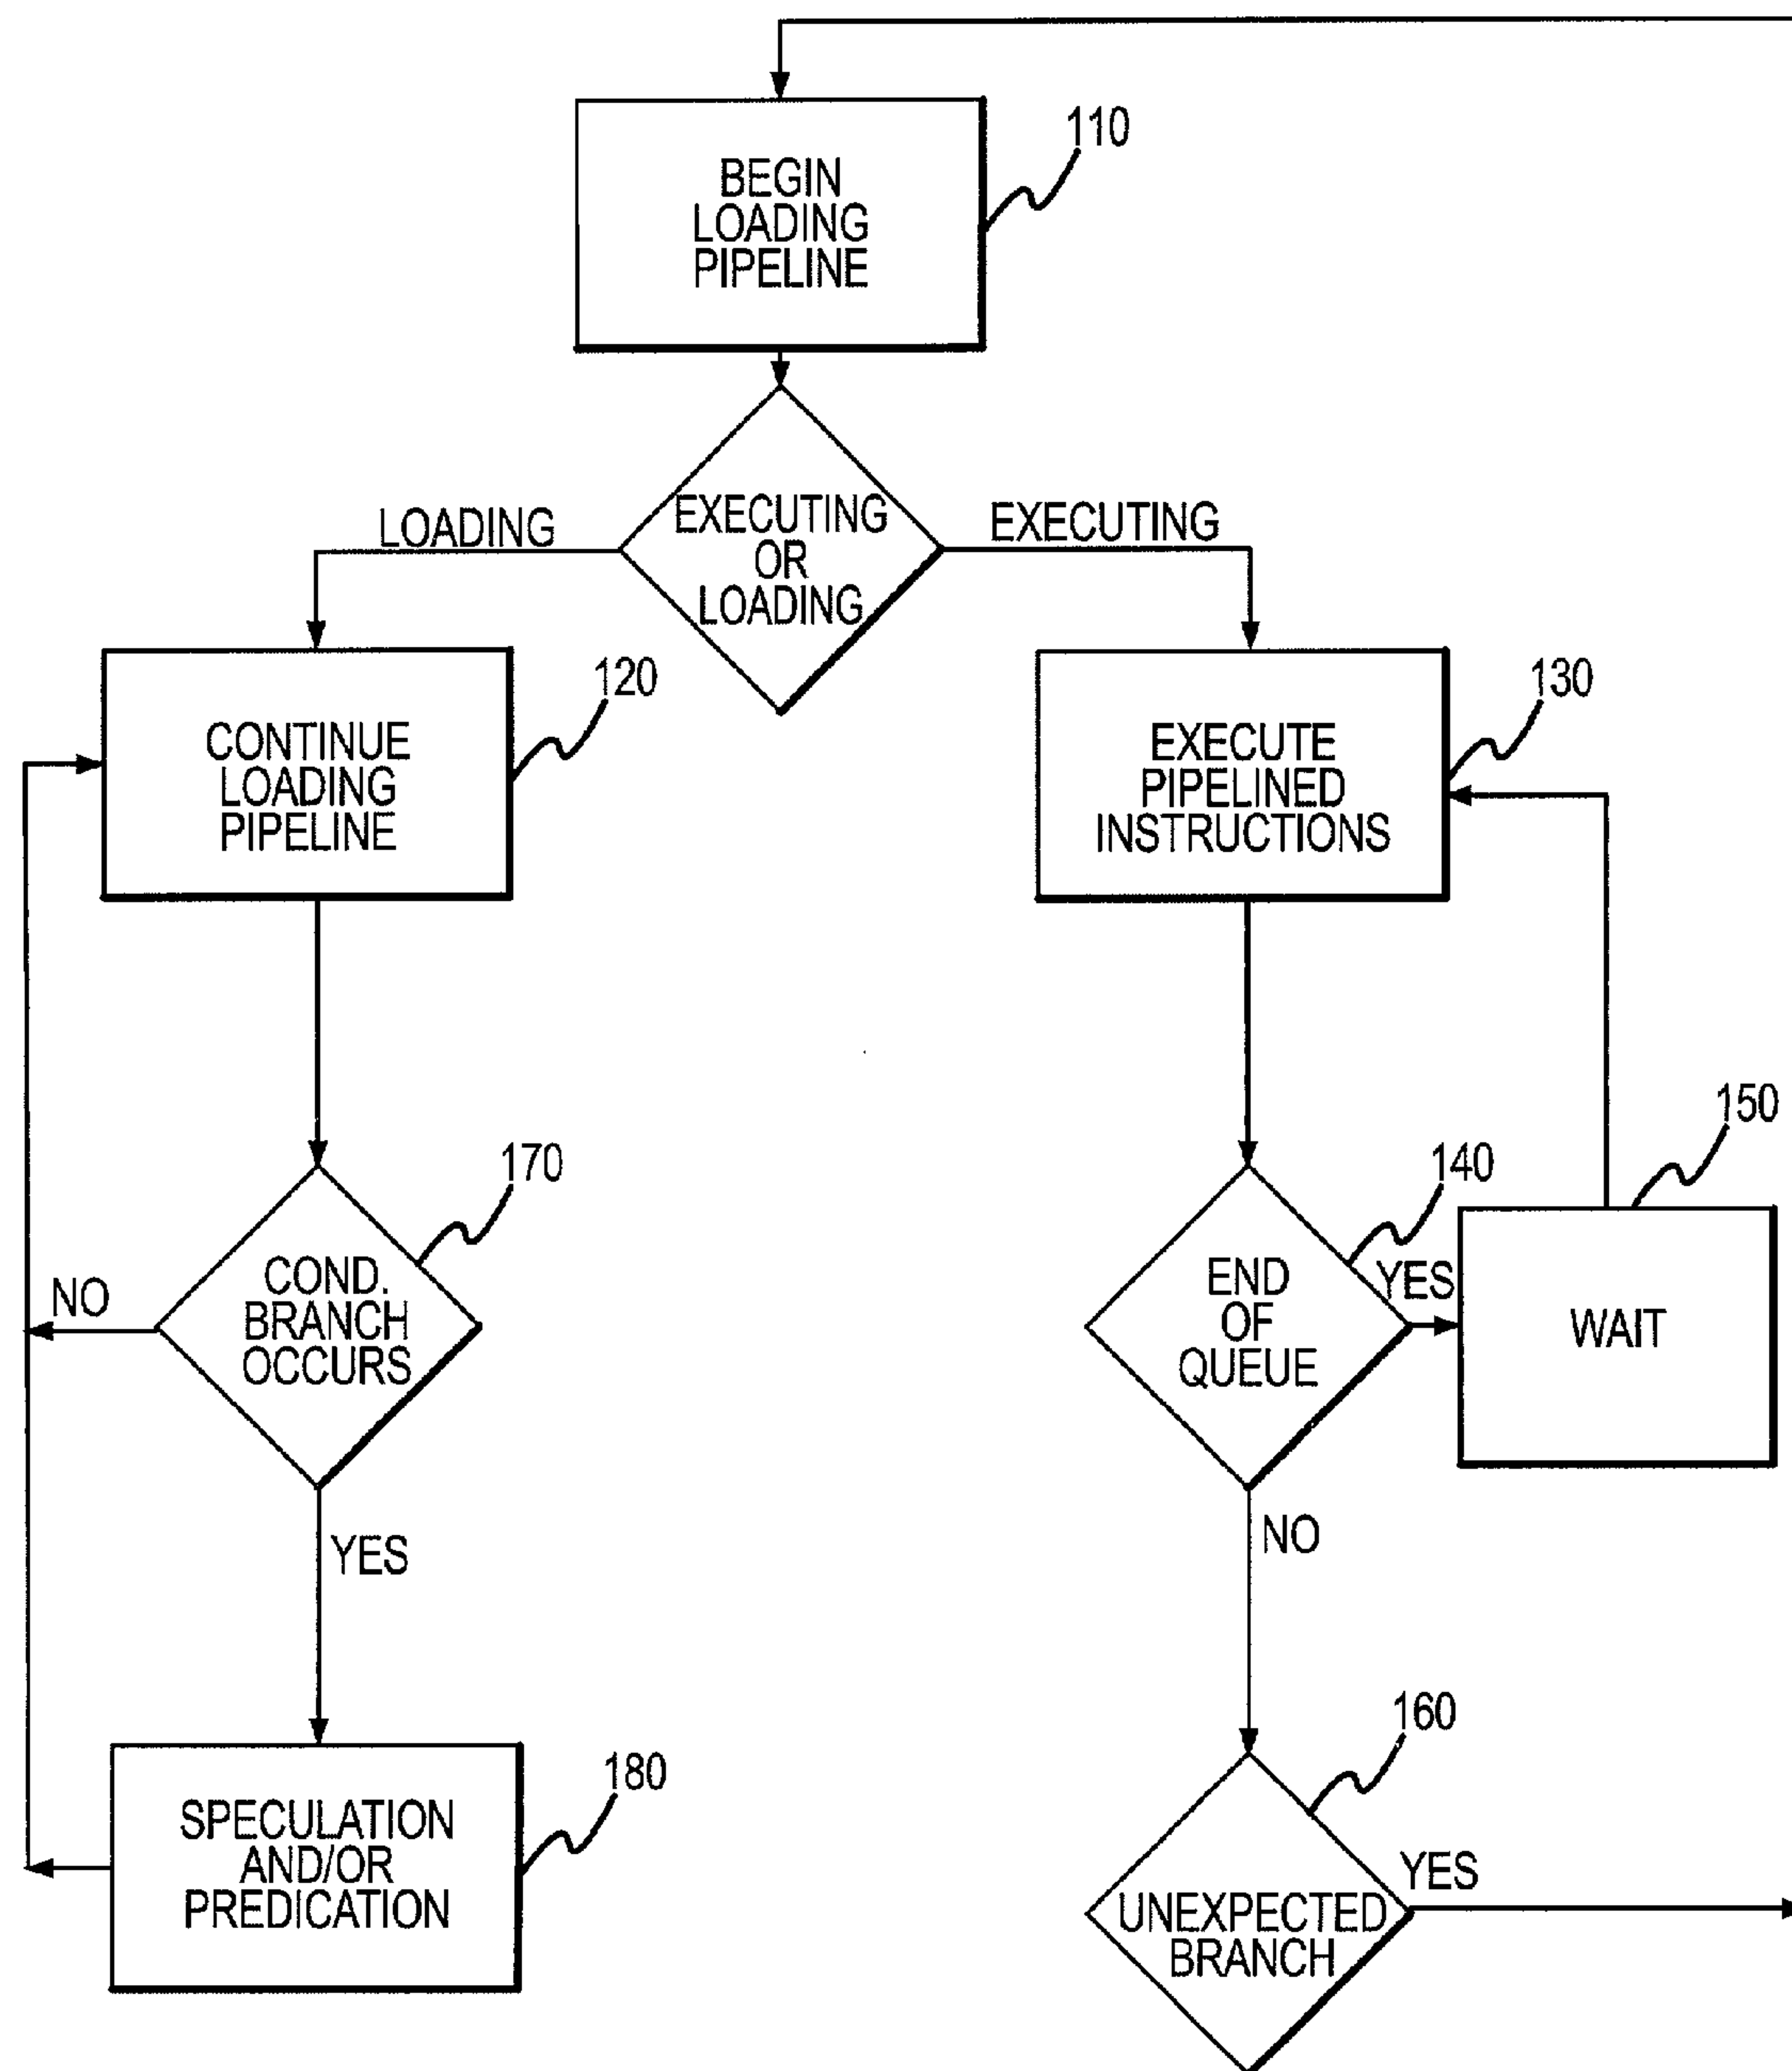 110
BEGIN
LOADING
PIPELINE
EXECUTING
OR
LOADING
LOADING
EXECUTING
120
CONTINUE
LOADING
PIPELINE
130
EXECUTE
PIPELINED
INSTRUCTIONS
170
COND.
BRANCH
OCCURS
NO
YES
140
END
OF
QUEUE
YES
NO
150
WAIT
180
SPECULATION
AND/OR
PREDICATION
160
UNEXPECTED
BRANCH
YES